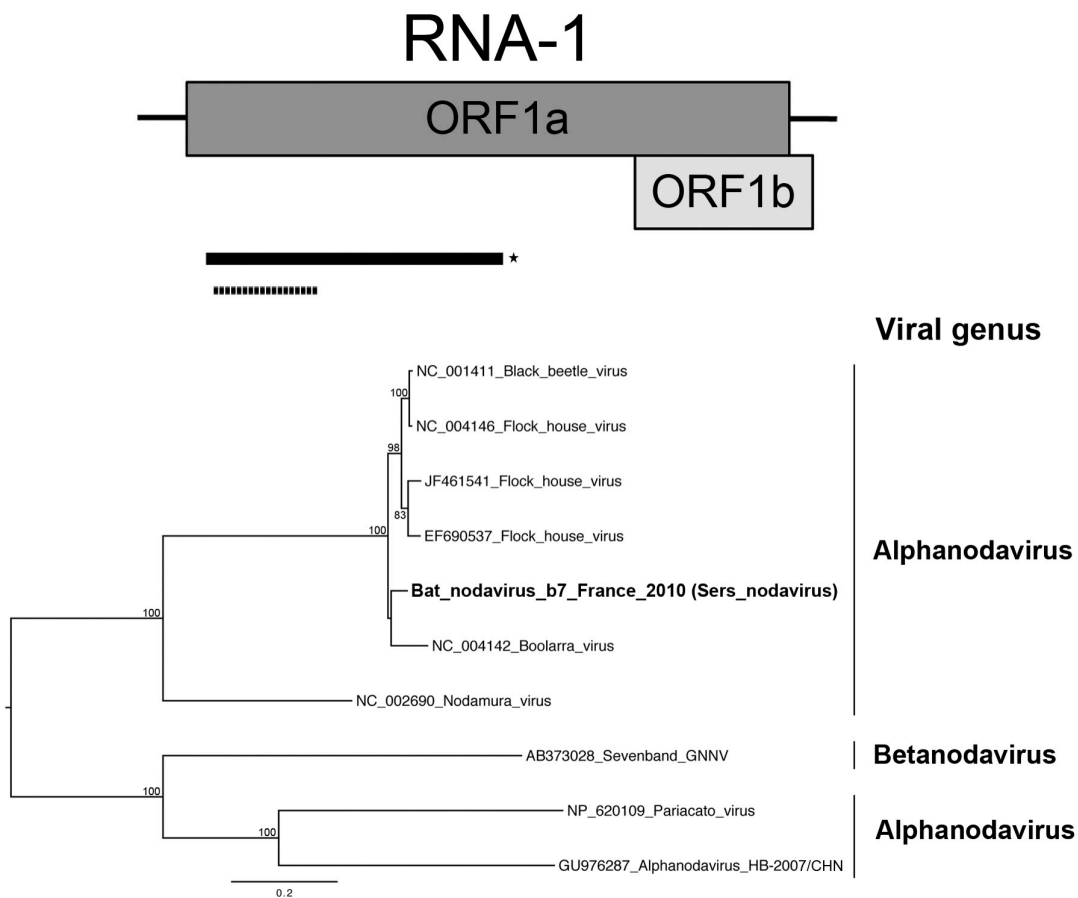 RNA-1
ORF1a
ORF1b
★
Viral genus
NC_001411_Black_beetle_virus
100
NC_004146_Flock_house_virus
98
JF461541_Flock_house_virus
83
EF690537_Flock_house_virus
100
Alphanodavirus
Bat_nodavirus_b7_France_2010 (Sers_nodavirus)
100
NC_004142_Boolarra_virus
NC_002690_Nodamura_virus
AB373028_Sevenband_GNNV
Betanodavirus
100
NP_620109_Pariacato_virus
100
Alphanodavirus
GU976287_Alphanodavirus_HB-2007/CHN
0.2